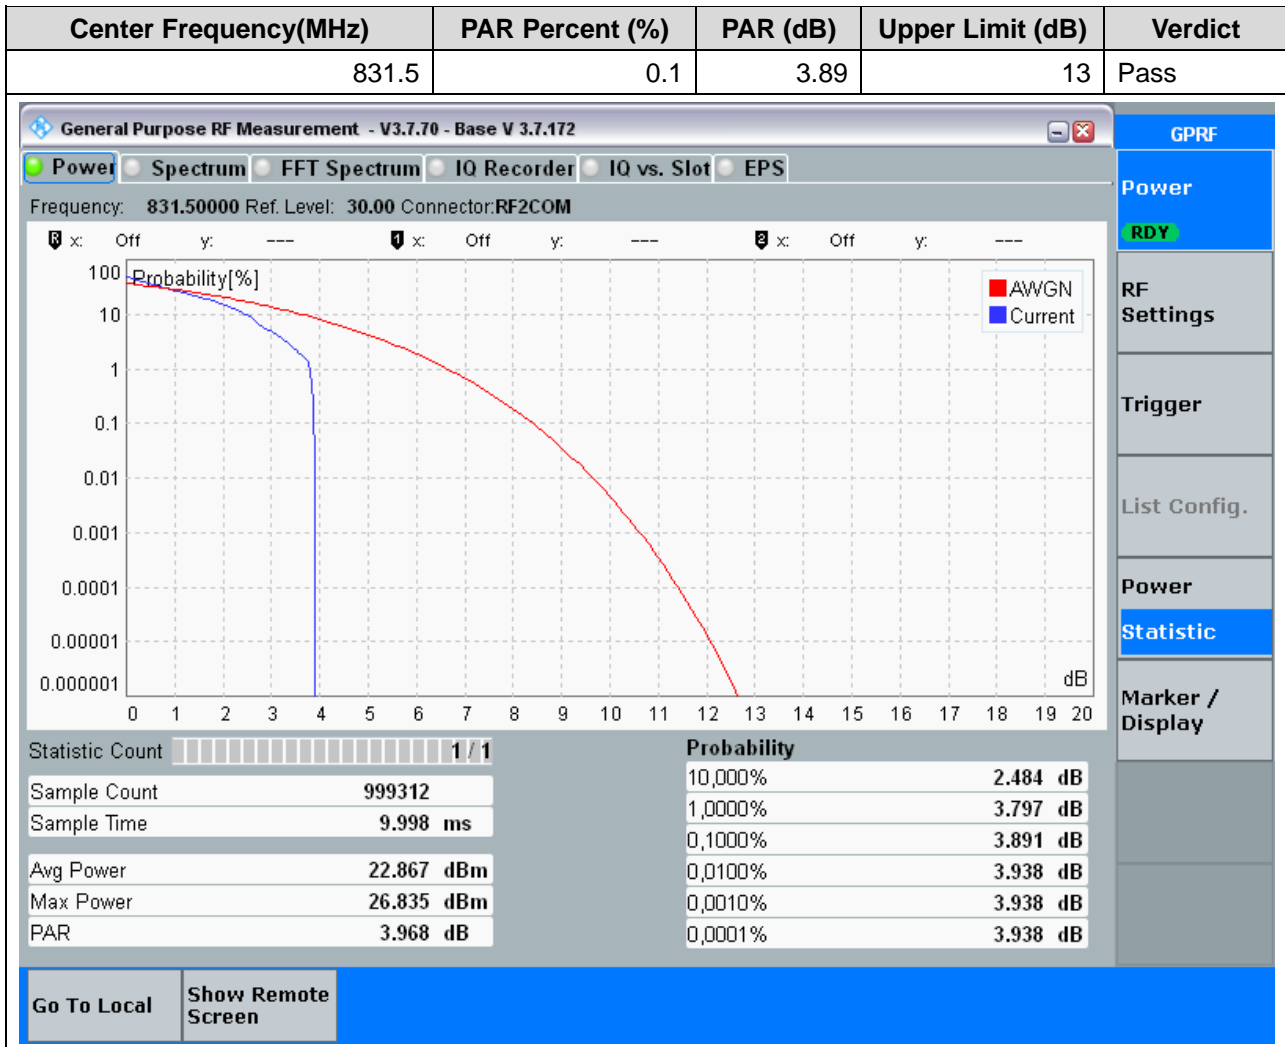 Center Frequency(MHz) PAR Percent (%) PAR (dB) Upper Limit (dB) Verdict
831.5 0.1 3.89 13 Pass
General Purpose RF Measurement - V3.7.70 - Base V 3.7.172
GPRF
Power Spectrum FFT Spectrum IQ Recorder IQ vs. Slot EPS
Power
RDY
Frequency: 831.50000 Ref. Level: 30.00 Connector:RF2COM
R x: Off y: --- 1 x: Off y: --- 2 x: Off y: ---
Probability[%]
100
10
1
0.1
0.01
0.001
0.0001
0.00001
0.000001
AWGN
Current
dB
0 1 2 3 4 5 6 7 8 9 10 11 12 13 14 15 16 17 18 19 20
RF
Settings
Trigger
List Config.
Power
Statistic
Marker /
Display
Statistic Count 1 / 1
Sample Count 999312
Sample Time 9.998 ms
Avg Power 22.867 dBm
Max Power 26.835 dBm
PAR 3.968 dB
Probability
10,000% 2.484 dB
1,0000% 3.797 dB
0,1000% 3.891 dB
0,0100% 3.938 dB
0,0010% 3.938 dB
0,0001% 3.938 dB
Go To Local
Show Remote
Screen